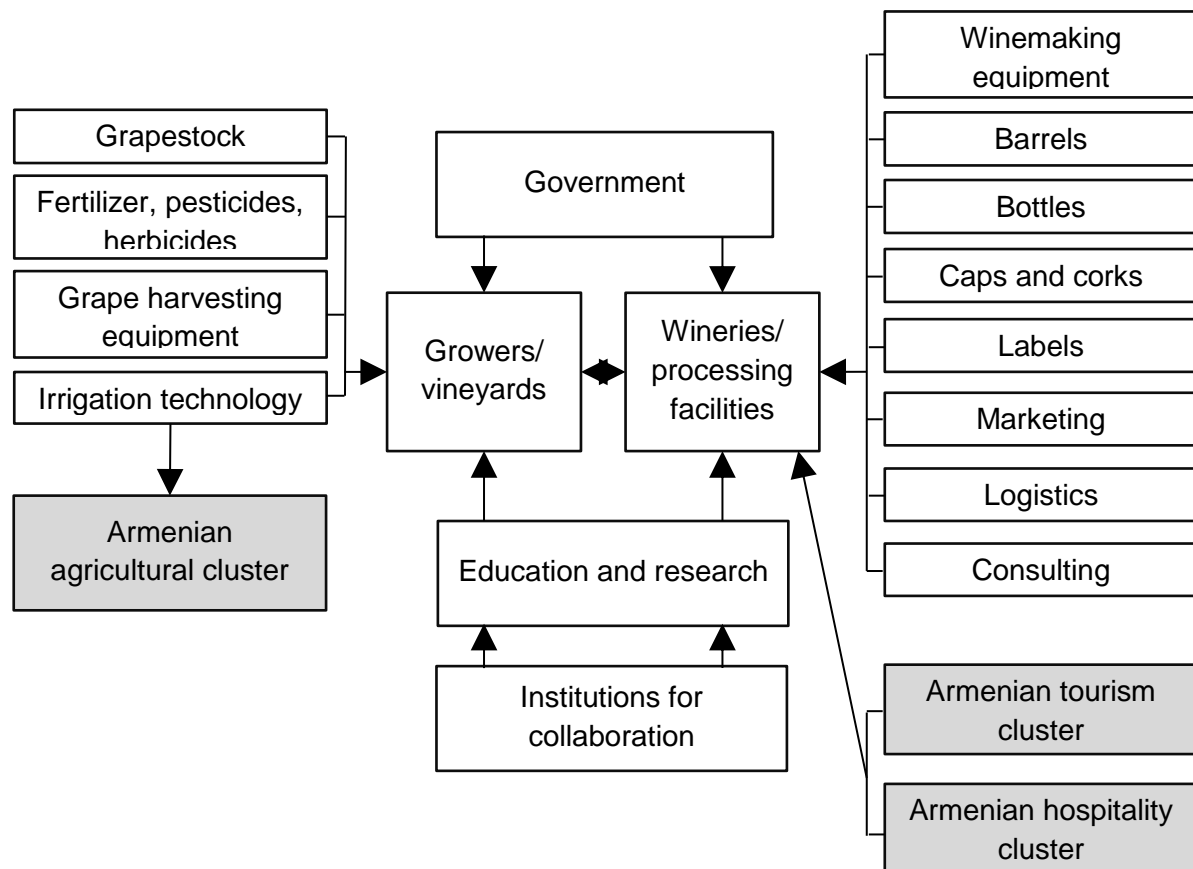 Grapestock
Fertilizer, pesticides,
herbicides
Grape harvesting
equipment
Irrigation technology
Armenian
agricultural cluster
Government
Growers/
vineyards
Wineries/
processing
facilities
Education and research
Institutions for
collaboration
Winemaking
equipment
Barrels
Bottles
Caps and corks
Labels
Marketing
Logistics
Consulting
Armenian tourism
cluster
Armenian hospitality
cluster